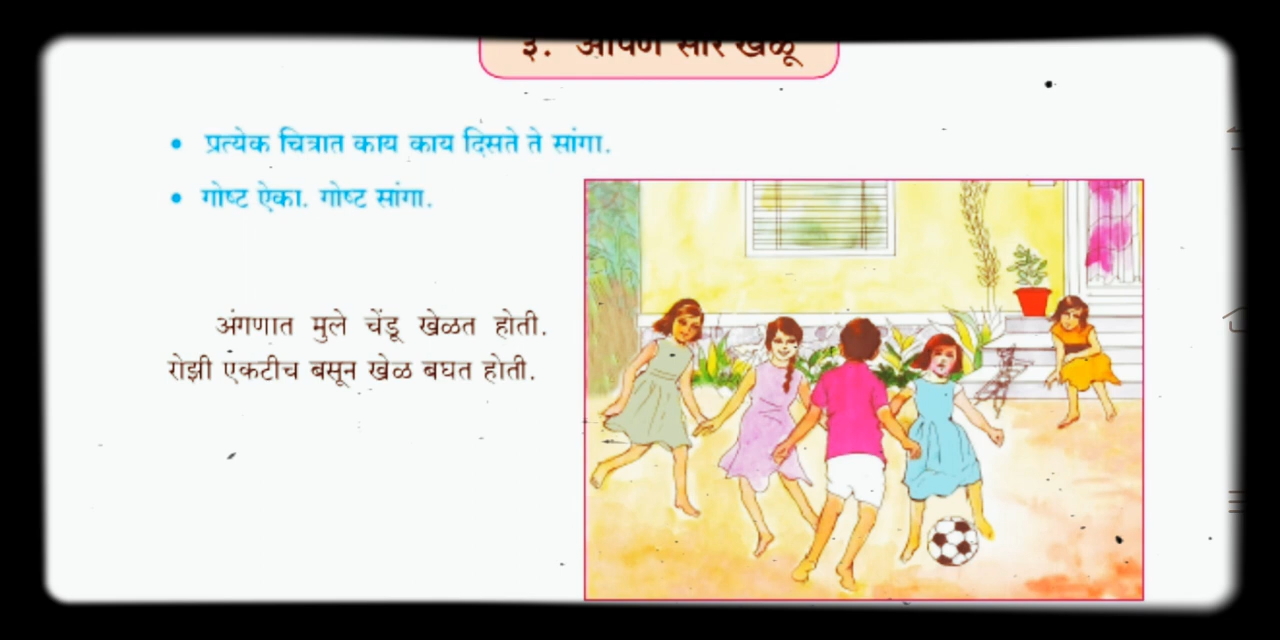 ३. आपण सारे खेळू
• प्रत्येक चित्रात काय काय दिसते ते सांगा.
• गोष्ट ऐका. गोष्ट सांगा.
अंगणात मुले चेंडू खेळत होती.
रोझी एकटीच बसून खेळ बघत होती.